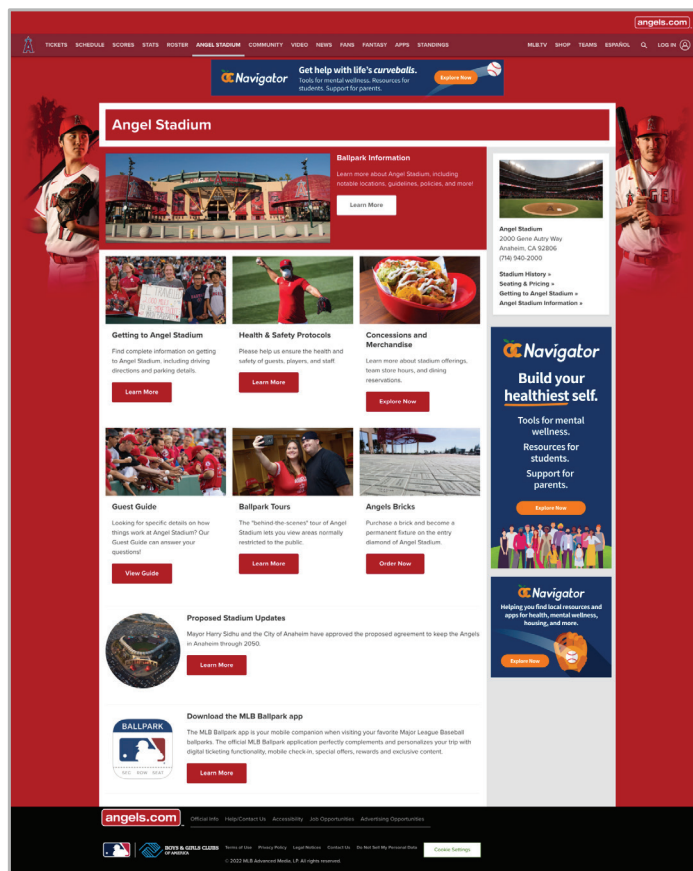 angels.com
TICKETS SCHEDULE SCORES STATS ROSTER ANGEL STADIUM COMMUNITY VIDEO NEWS FANS FANTASY APPS STANDINGS MLB.TV SHOP TEAMS ESPAÑOL LOG IN
OC Navigator
Get help with life's curveballs.
Tools for mental wellness. Resources for
students. Support for parents.
Explore Now
Angel Stadium
Ballpark Information
Learn more about Angel Stadium, including
notable locations, guidelines, policies, and more!
Learn More
Angel Stadium
2000 Gene Autry Way
Anaheim, CA 92806
(714) 940-2000
Stadium History »
Seating & Pricing »
Getting to Angel Stadium »
Angel Stadium Information »
17
Getting to Angel Stadium
Find complete information on getting
to Angel Stadium, including driving
directions and parking details.
Learn More
Health & Safety Protocols
Please help us ensure the health and
safety of guests, players, and staff.
Learn More
Concessions and
Merchandise
Learn more about stadium offerings,
team store hours, and dining
reservations.
Explore Now
OC Navigator
Build your
healthiest self.
Tools for mental
wellness.
Resources for
students.
Support for
parents.
Explore Now
Guest Guide
Looking for specific details on how
things work at Angel Stadium? Our
Guest Guide can answer your
questions!
View Guide
Ballpark Tours
The "behind-the-scenes" tour of Angel
Stadium lets you view areas normally
restricted to the public.
Learn More
Angels Bricks
Purchase a brick and become a
permanent fixture on the entry
diamond of Angel Stadium.
Order Now
OC Navigator
Helping you find local resources and
apps for health, mental wellness,
housing, and more.
Explore Now
Proposed Stadium Updates
Mayor Harry Sidhu and the City of Anaheim have approved the proposed agreement to keep the Angels
in Anaheim through 2050.
Learn More
BALLPARK
SEC ROW SEAT
Download the MLB Ballpark app
The MLB Ballpark app is your mobile companion when visiting your favorite Major League Baseball
ballparks. The official MLB Ballpark application perfectly complements and personalizes your trip with
digital ticketing functionality, mobile check-in, special offers, rewards and exclusive content.
Learn More
angels.com
Official Info Help/Contact Us Accessibility Job Opportunities Advertising Opportunities
BOYS & GIRLS CLUBS
OF AMERICA
Terms of Use Privacy Policy Legal Notices Contact Us Do Not Sell My Personal Data
Cookie Settings
© 2022 MLB Advanced Media, LP. All rights reserved.